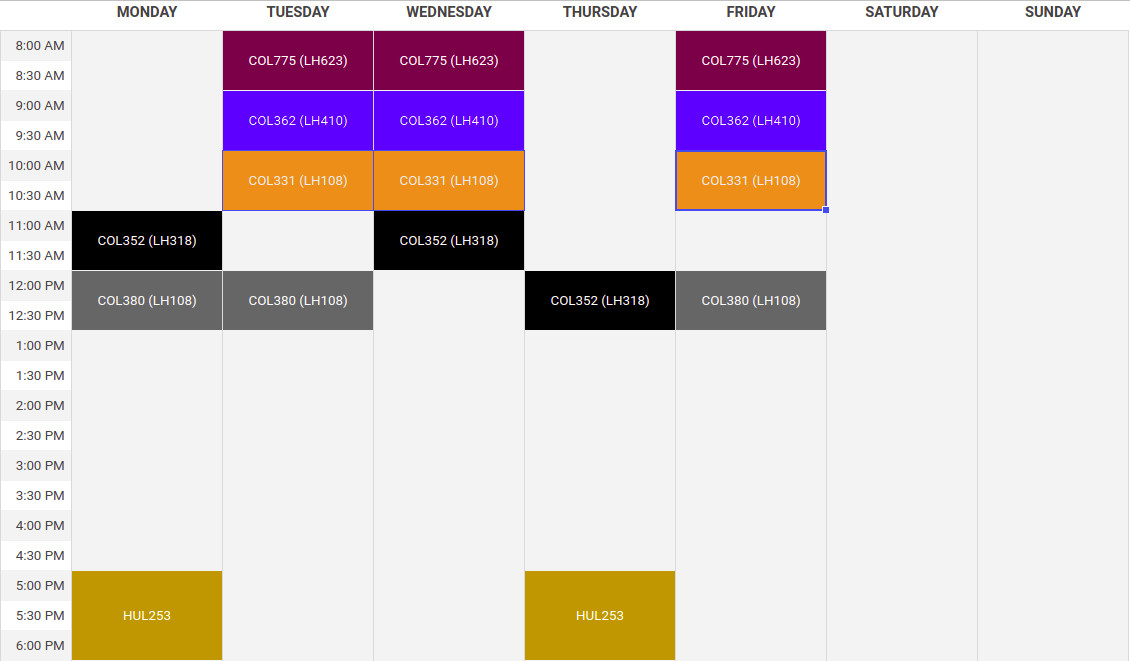 MONDAY TUESDAY WEDNESDAY THURSDAY FRIDAY SATURDAY SUNDAY
8:00 AM
COL775 (LH623) COL775 (LH623) COL775 (LH623)
8:30 AM
9:00 AM
COL362 (LH410) COL362 (LH410) COL362 (LH410)
9:30 AM
10:00 AM
COL331 (LH108) COL331 (LH108) COL331 (LH108)
10:30 AM
11:00 AM
COL352 (LH318) COL352 (LH318)
11:30 AM
12:00 PM
COL380 (LH108) COL380 (LH108) COL352 (LH318) COL380 (LH108)
12:30 PM
1:00 PM
1:30 PM
2:00 PM
2:30 PM
3:00 PM
3:30 PM
4:00 PM
4:30 PM
5:00 PM
5:30 PM HUL253 HUL253
6:00 PM